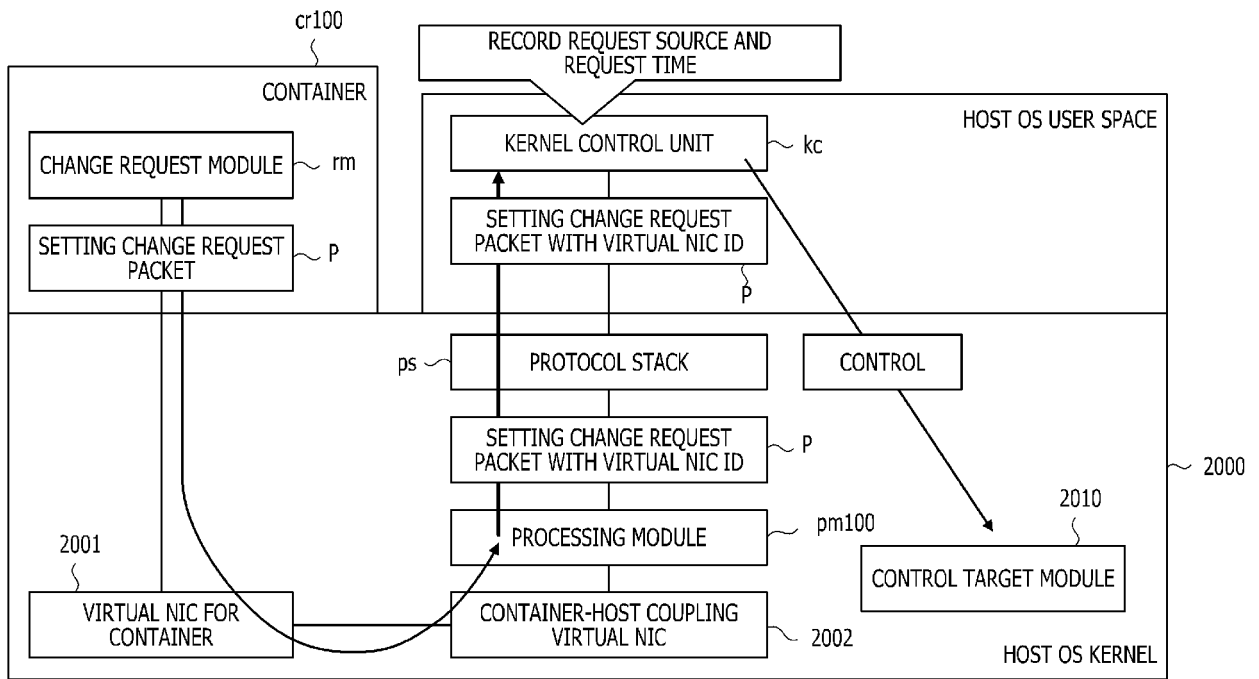 cr100
RECORD REQUEST SOURCE AND
REQUEST TIME
CONTAINER
HOST OS USER SPACE
CHANGE REQUEST MODULE
rm
KERNEL CONTROL UNIT
kc
SETTING CHANGE REQUEST
PACKET
P
SETTING CHANGE REQUEST
PACKET WITH VIRTUAL NIC ID
P
ps
PROTOCOL STACK
CONTROL
SETTING CHANGE REQUEST
PACKET WITH VIRTUAL NIC ID
P
2000
PROCESSING MODULE
pm100
2010
CONTROL TARGET MODULE
2001
VIRTUAL NIC FOR
CONTAINER
CONTAINER-HOST COUPLING
VIRTUAL NIC
2002
HOST OS KERNEL